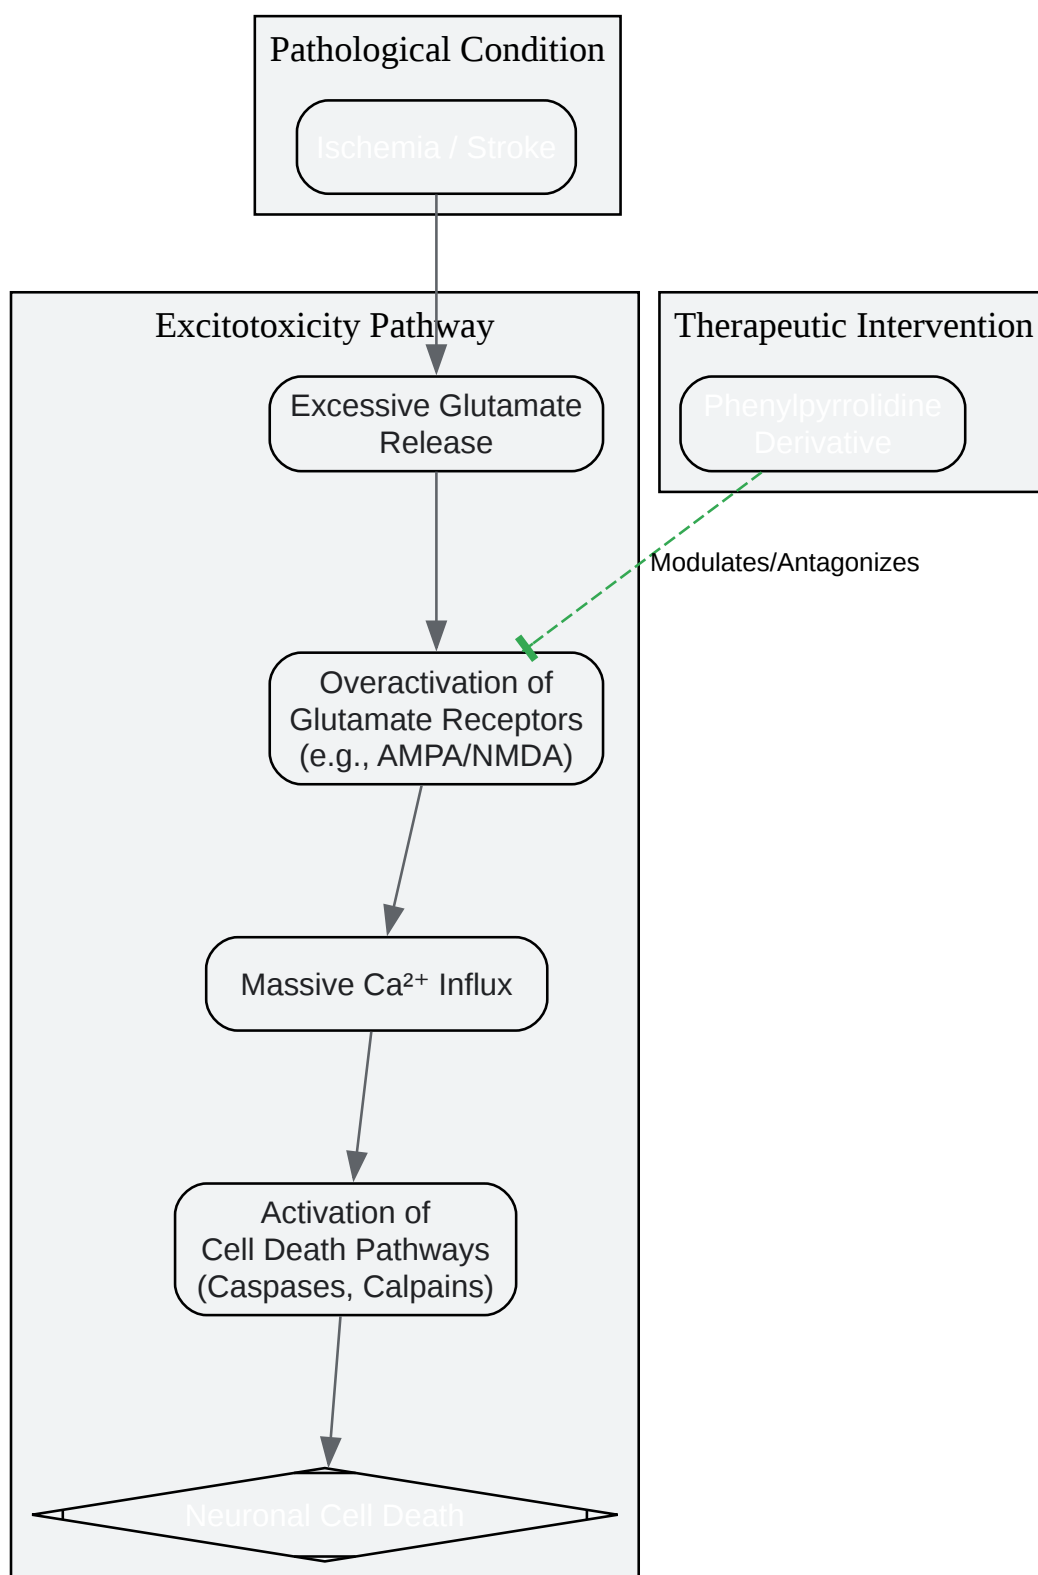 Pathological Condition
Ischemia / Stroke
Excitotoxicity Pathway
Therapeutic Intervention
Excessive Glutamate
Release
Phenylpyrrolidine
Derivative
Modulates/Antagonizes
Overactivation of
Glutamate Receptors
(e.g., AMPA/NMDA)
Massive Ca²⁺ Influx
Activation of
Cell Death Pathways
(Caspases, Calpains)
Neuronal Cell Death